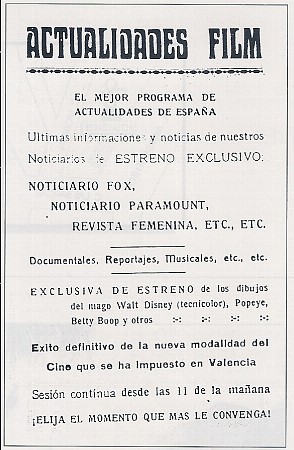 ACTUALIDADES FILM
EL MEJOR PROGRAMA DE
ACTUALIDADES DE ESPAÑA
Ultimas informaciones y noticias de nuestros
Noticiarios de ESTRENO EXCLUSIVO:
NOTICIARIO FOX,
NOTICIARIO PARAMOUNT,
REVISTA FEMENINA, ETC., ETC.
Documentales, Reportajes, Musicales, etc., etc.
EXCLUSIVA DE ESTRENO de los dibujos
del mago Walt Disney (tecnicolor), Popeye,
Betty Boop y otros :-: :-: :-: :-:
Exito definitivo de la nueva modalidad del
Cine que se ha impuesto en Valencia
Sesión continua desde las 11 de la mañana
¡ELIJA EL MOMENTO QUE MAS LE CONVENGA!